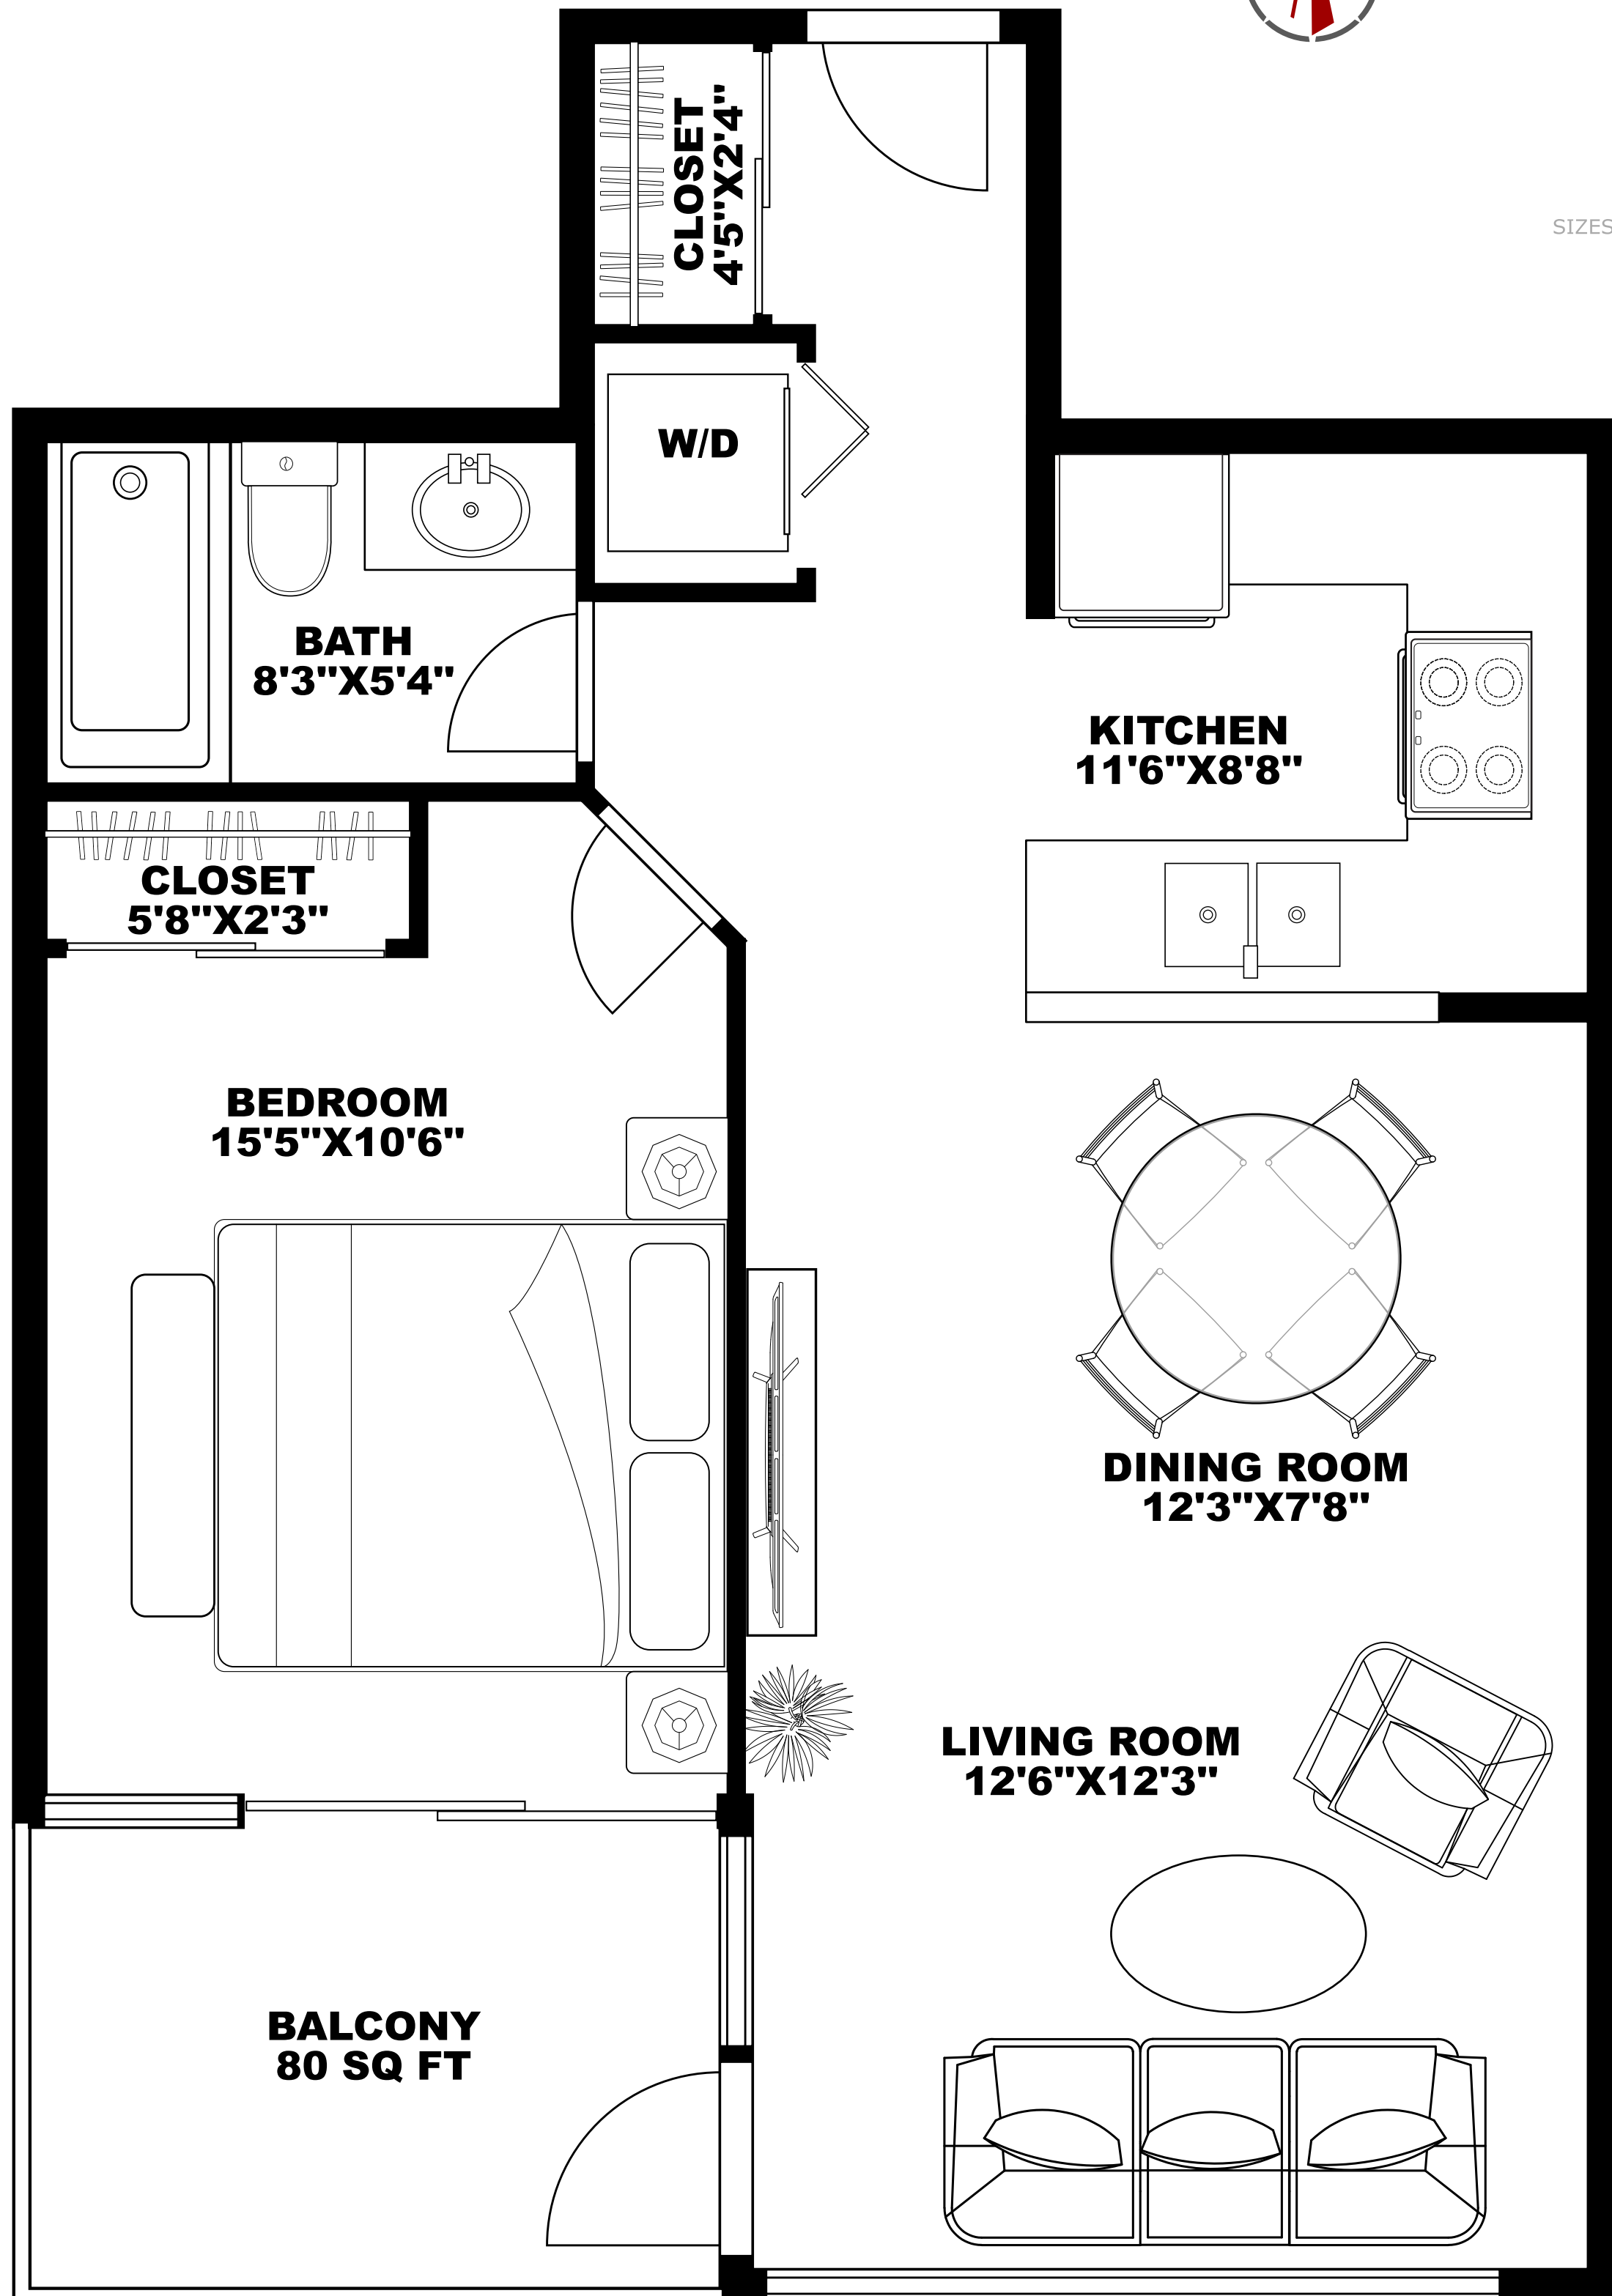 CLOSET
4'5"X2'4"
SIZES
W/D
BATH
8'3"X5'4"
KITCHEN
11'6"X8'8"
CLOSET
5'8"X2'3"
BEDROOM
15'5"X10'6"
DINING ROOM
12'3"X7'8"
LIVING ROOM
12'6"X12'3"
BALCONY
80 SQ FT